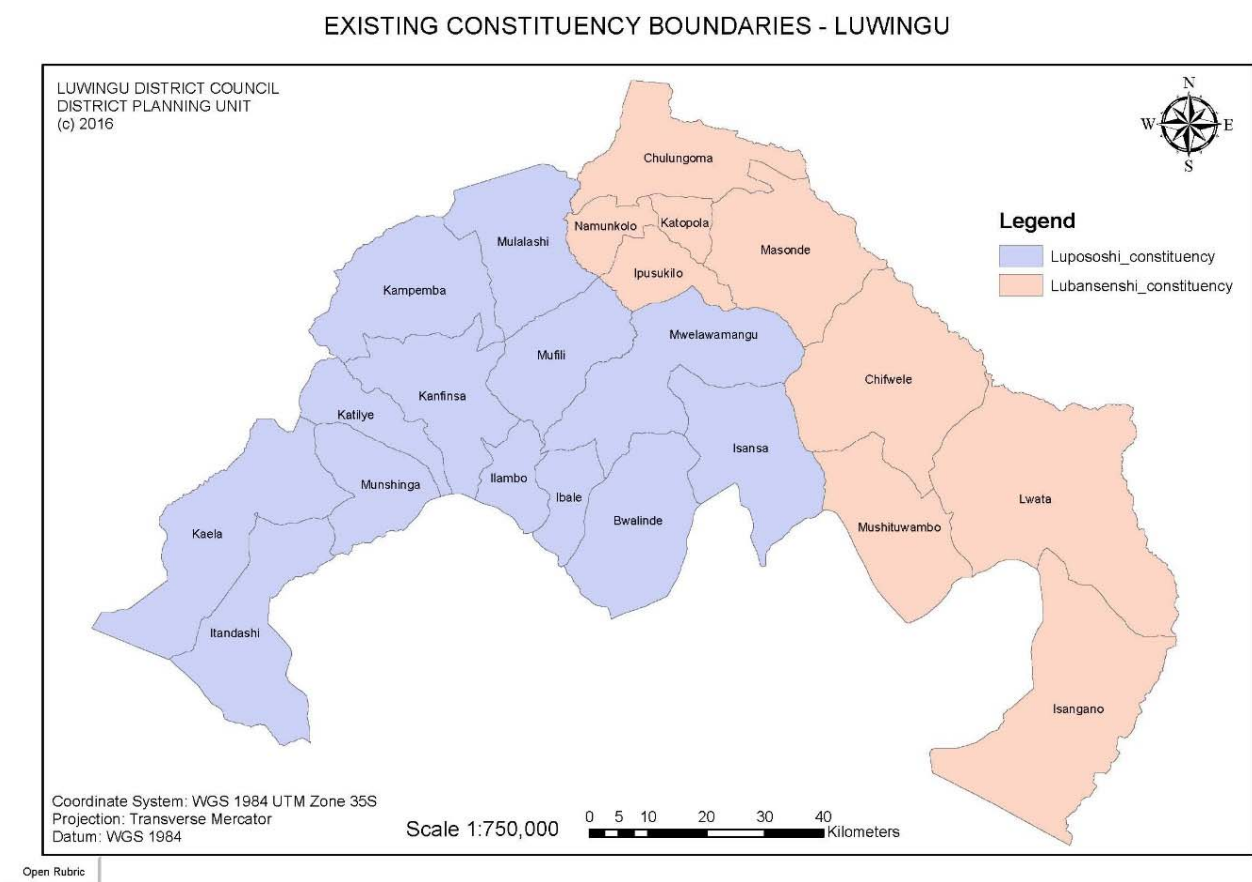 EXISTING CONSTITUENCY BOUNDARIES - LUWINGU
LUWINGU DISTRICT COUNCIL
DISTRICT PLANNING UNIT
(c) 2016
N
W E
S
Chulungoma
Namunkolo
Katopola
Mulalashi
Masonde
Ipusukilo
Kampemba
Legend
Lupososhi_constituency
Lubansenshi_constituency
Mwelawamangu
Mufili
Chifwele
Kanfinsa
Katilye
Isansa
Ilambo
Munshinga
Ibale
Lwata
Bwalinde
Mushituwambo
Kaela
Itandashi
Isangano
Coordinate System: WGS 1984 UTM Zone 35S
Projection: Transverse Mercator
Datum: WGS 1984
Scale 1:750,000
0 5 10 20 30 40
Kilometers
Open Rubric